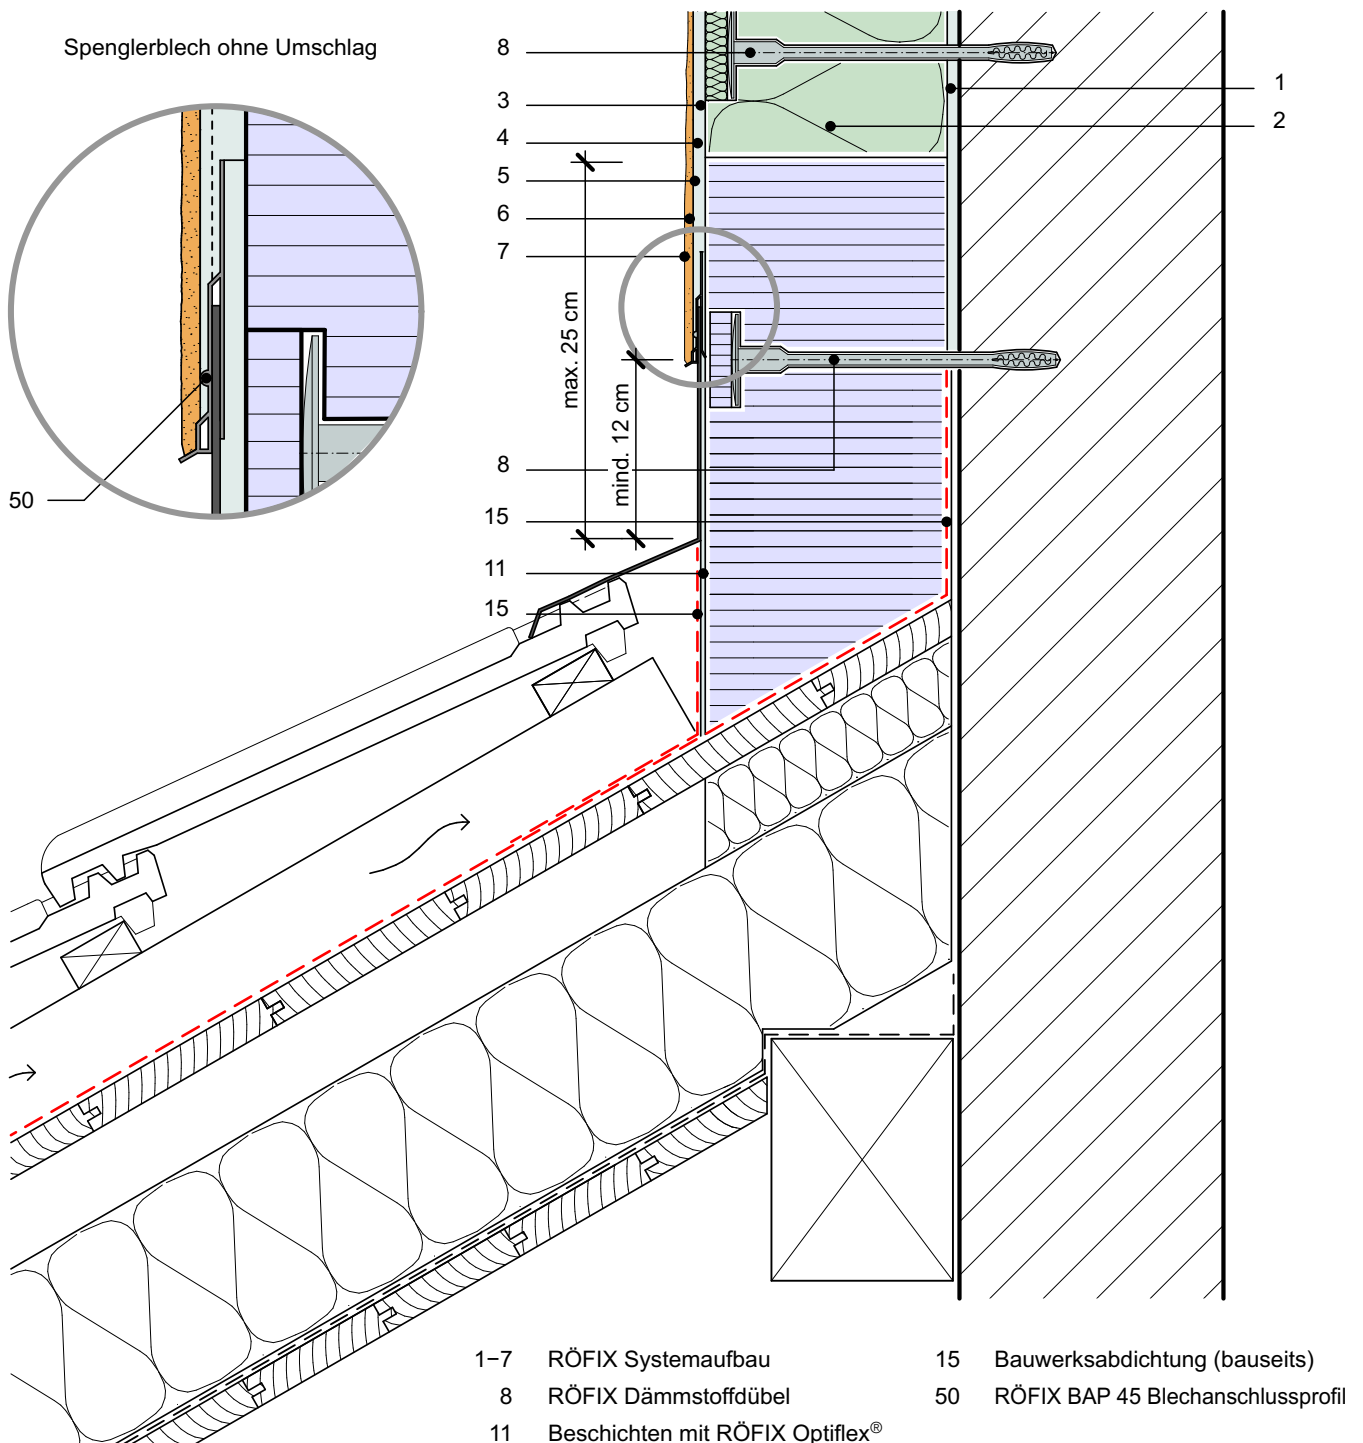 Spenglerblech ohne Umschlag
8
1
3
2
4
5
6
7
max. 25 cm
mind. 12 cm
8
50
15
11
15
1–7 RÖFIX Systemaufbau
8 RÖFIX Dämmstoffdübel
11 Beschichten mit RÖFIX Optiflex®
15 Bauwerksabdichtung (bauseits)
50 RÖFIX BAP 45 Blechanschlussprofil